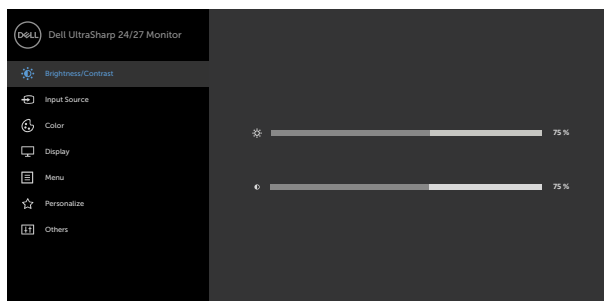 DELL Dell UltraSharp 24/27 Monitor
Brightness/Contrast
Input Source
Color
Display
Menu
Personalize
Others
75%
75%